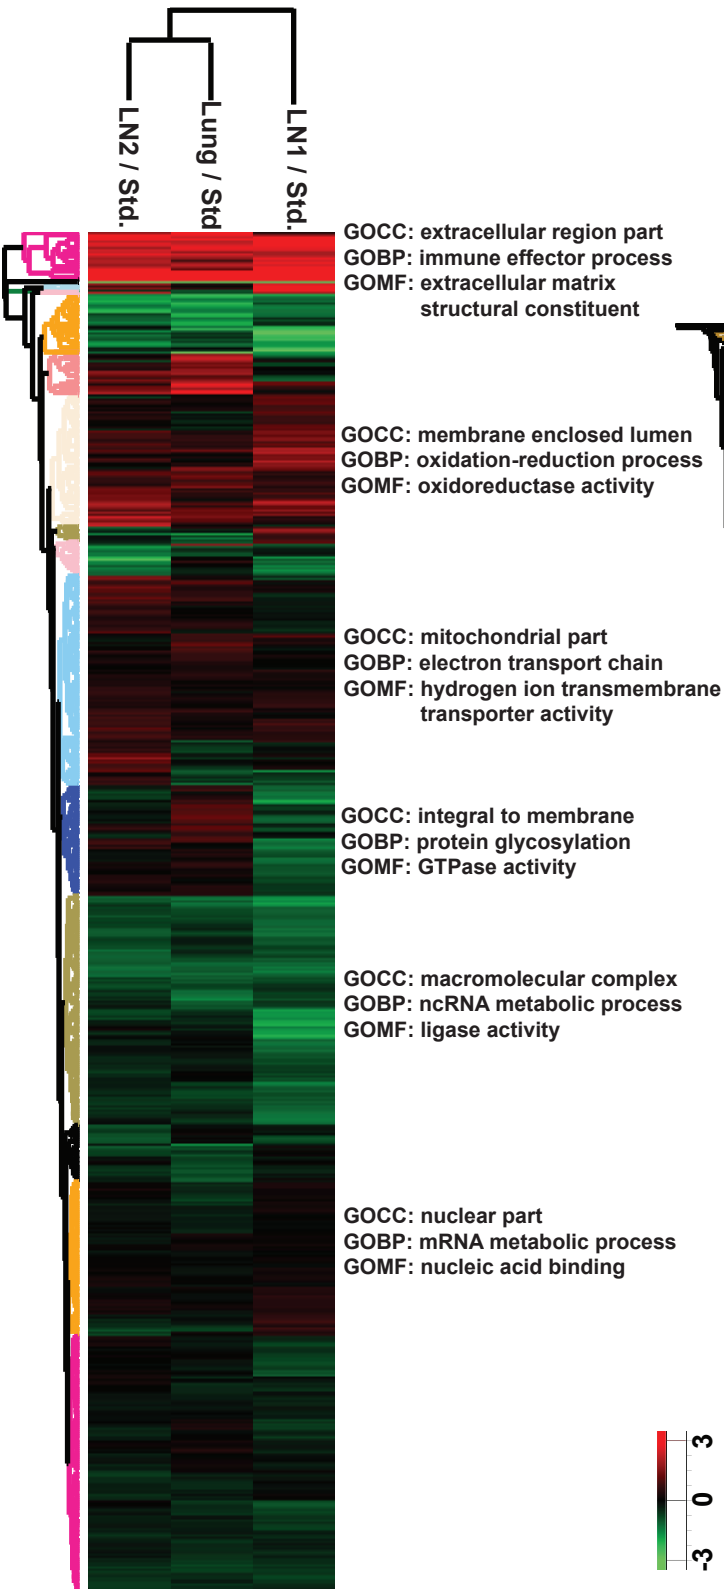 LN2 / Std.
Lung / Std
LN1 / Std.
GOCC: extracellular region part
GOBP: immune effector process
GOMF: extracellular matrix
structural constituent
GOCC: membrane enclosed lumen
GOBP: oxidation-reduction process
GOMF: oxidoreductase activity
GOCC: mitochondrial part
GOBP: electron transport chain
GOMF: hydrogen ion transmembrane
transporter activity
GOCC: integral to membrane
GOBP: protein glycosylation
GOMF: GTPase activity
GOCC: macromolecular complex
GOBP: ncRNA metabolic process
GOMF: ligase activity
GOCC: nuclear part
GOBP: mRNA metabolic process
GOMF: nucleic acid binding
3
0
-3